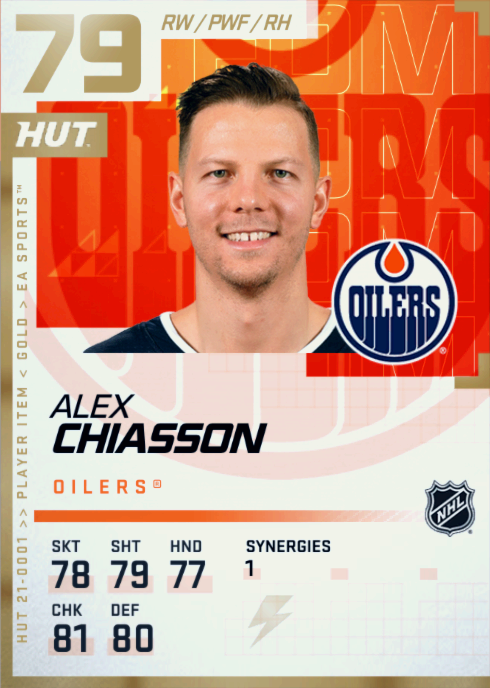 79
RW / PWF / RH
HUT
OILERS
OILERS
ALEX
CHIASSON
OILERS®
NHL
SKT SHT HND SYNERGIES
78 79 77 1
CHK DEF
81 80
HUT 21-0001 >> PLAYER ITEM < GOLD > EA SPORTS™